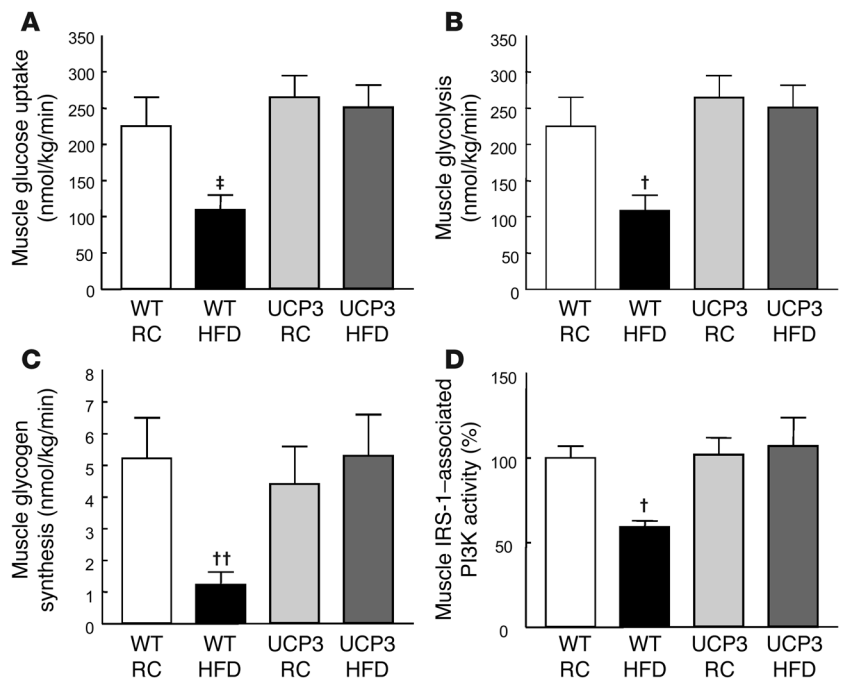 A
Muscle glucose uptake
(nmol/kg/min)
350
300
250
200
150
100
50
0
‡
WT
RC
WT
HFD
UCP3
RC
UCP3
HFD
B
Muscle glycolysis
(nmol/kg/min)
350
300
250
200
150
100
50
0
†
WT
RC
WT
HFD
UCP3
RC
UCP3
HFD
C
Muscle glycogen
synthesis (nmol/kg/min)
8
7
6
5
4
3
2
1
0
††
WT
RC
WT
HFD
UCP3
RC
UCP3
HFD
D
Muscle IRS-1–associated
PI3K activity (%)
150
100
50
0
†
WT
RC
WT
HFD
UCP3
RC
UCP3
HFD